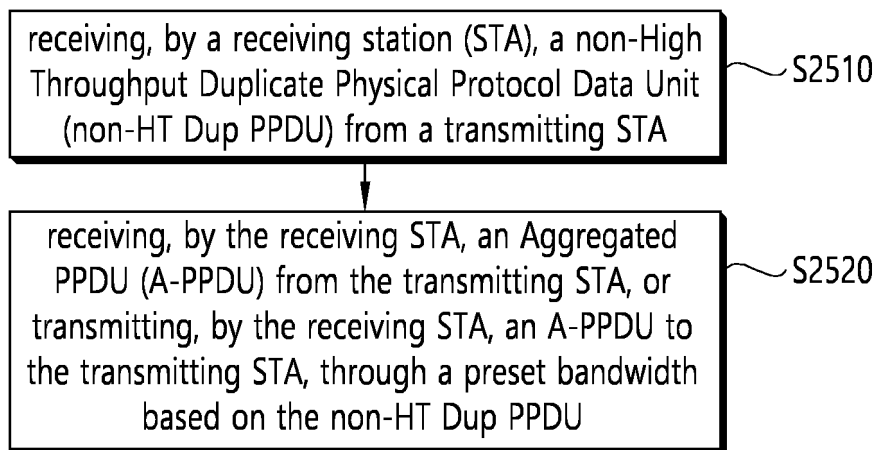 receiving, by a receiving station (STA), a non-High
Throughput Duplicate Physical Protocol Data Unit
(non-HT Dup PPDU) from a transmitting STA
S2510
receiving, by the receiving STA, an Aggregated
PPDU (A-PPDU) from the transmitting STA, or
transmitting, by the receiving STA, an A-PPDU to
the transmitting STA, through a preset bandwidth
based on the non-HT Dup PPDU
S2520